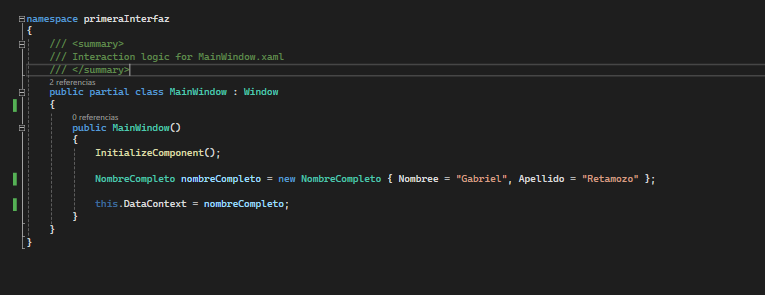 namespace primeraInterfaz
{
/// <summary>
/// Interaction logic for MainWindow.xaml
/// </summary>
2 referencias
public partial class MainWindow : Window
{
0 referencias
public MainWindow()
{
InitializeComponent();
NombreCompleto nombreCompleto = new NombreCompleto { Nombree = "Gabriel", Apellido = "Retamozo" };
this.DataContext = nombreCompleto;
}
}
}